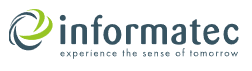 informatec
experience the sense of tomorrow